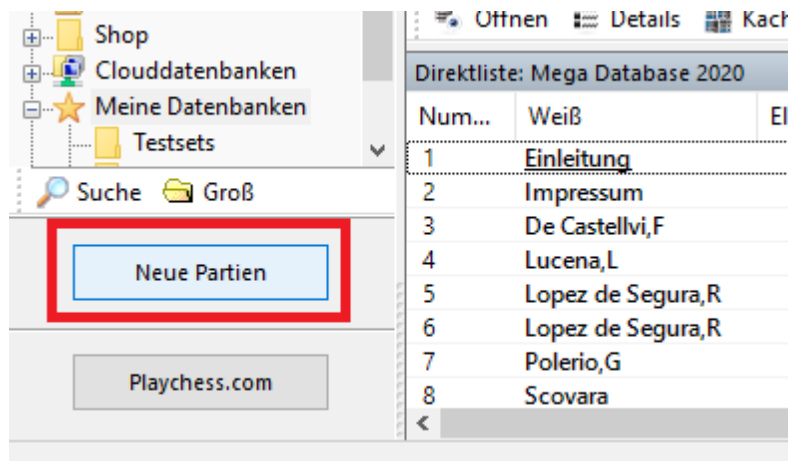 Shop
Clouddatenbanken
Meine Datenbanken
Testsets
Suche Groß
Neue Partien
Playchess.com
Öffnen Details Kach
Direktliste: Mega Database 2020
Num... Weiß El
1 Einleitung
2 Impressum
3 De Castellvi,F
4 Lucena,L
5 Lopez de Segura,R
6 Lopez de Segura,R
7 Polerio,G
8 Scovara